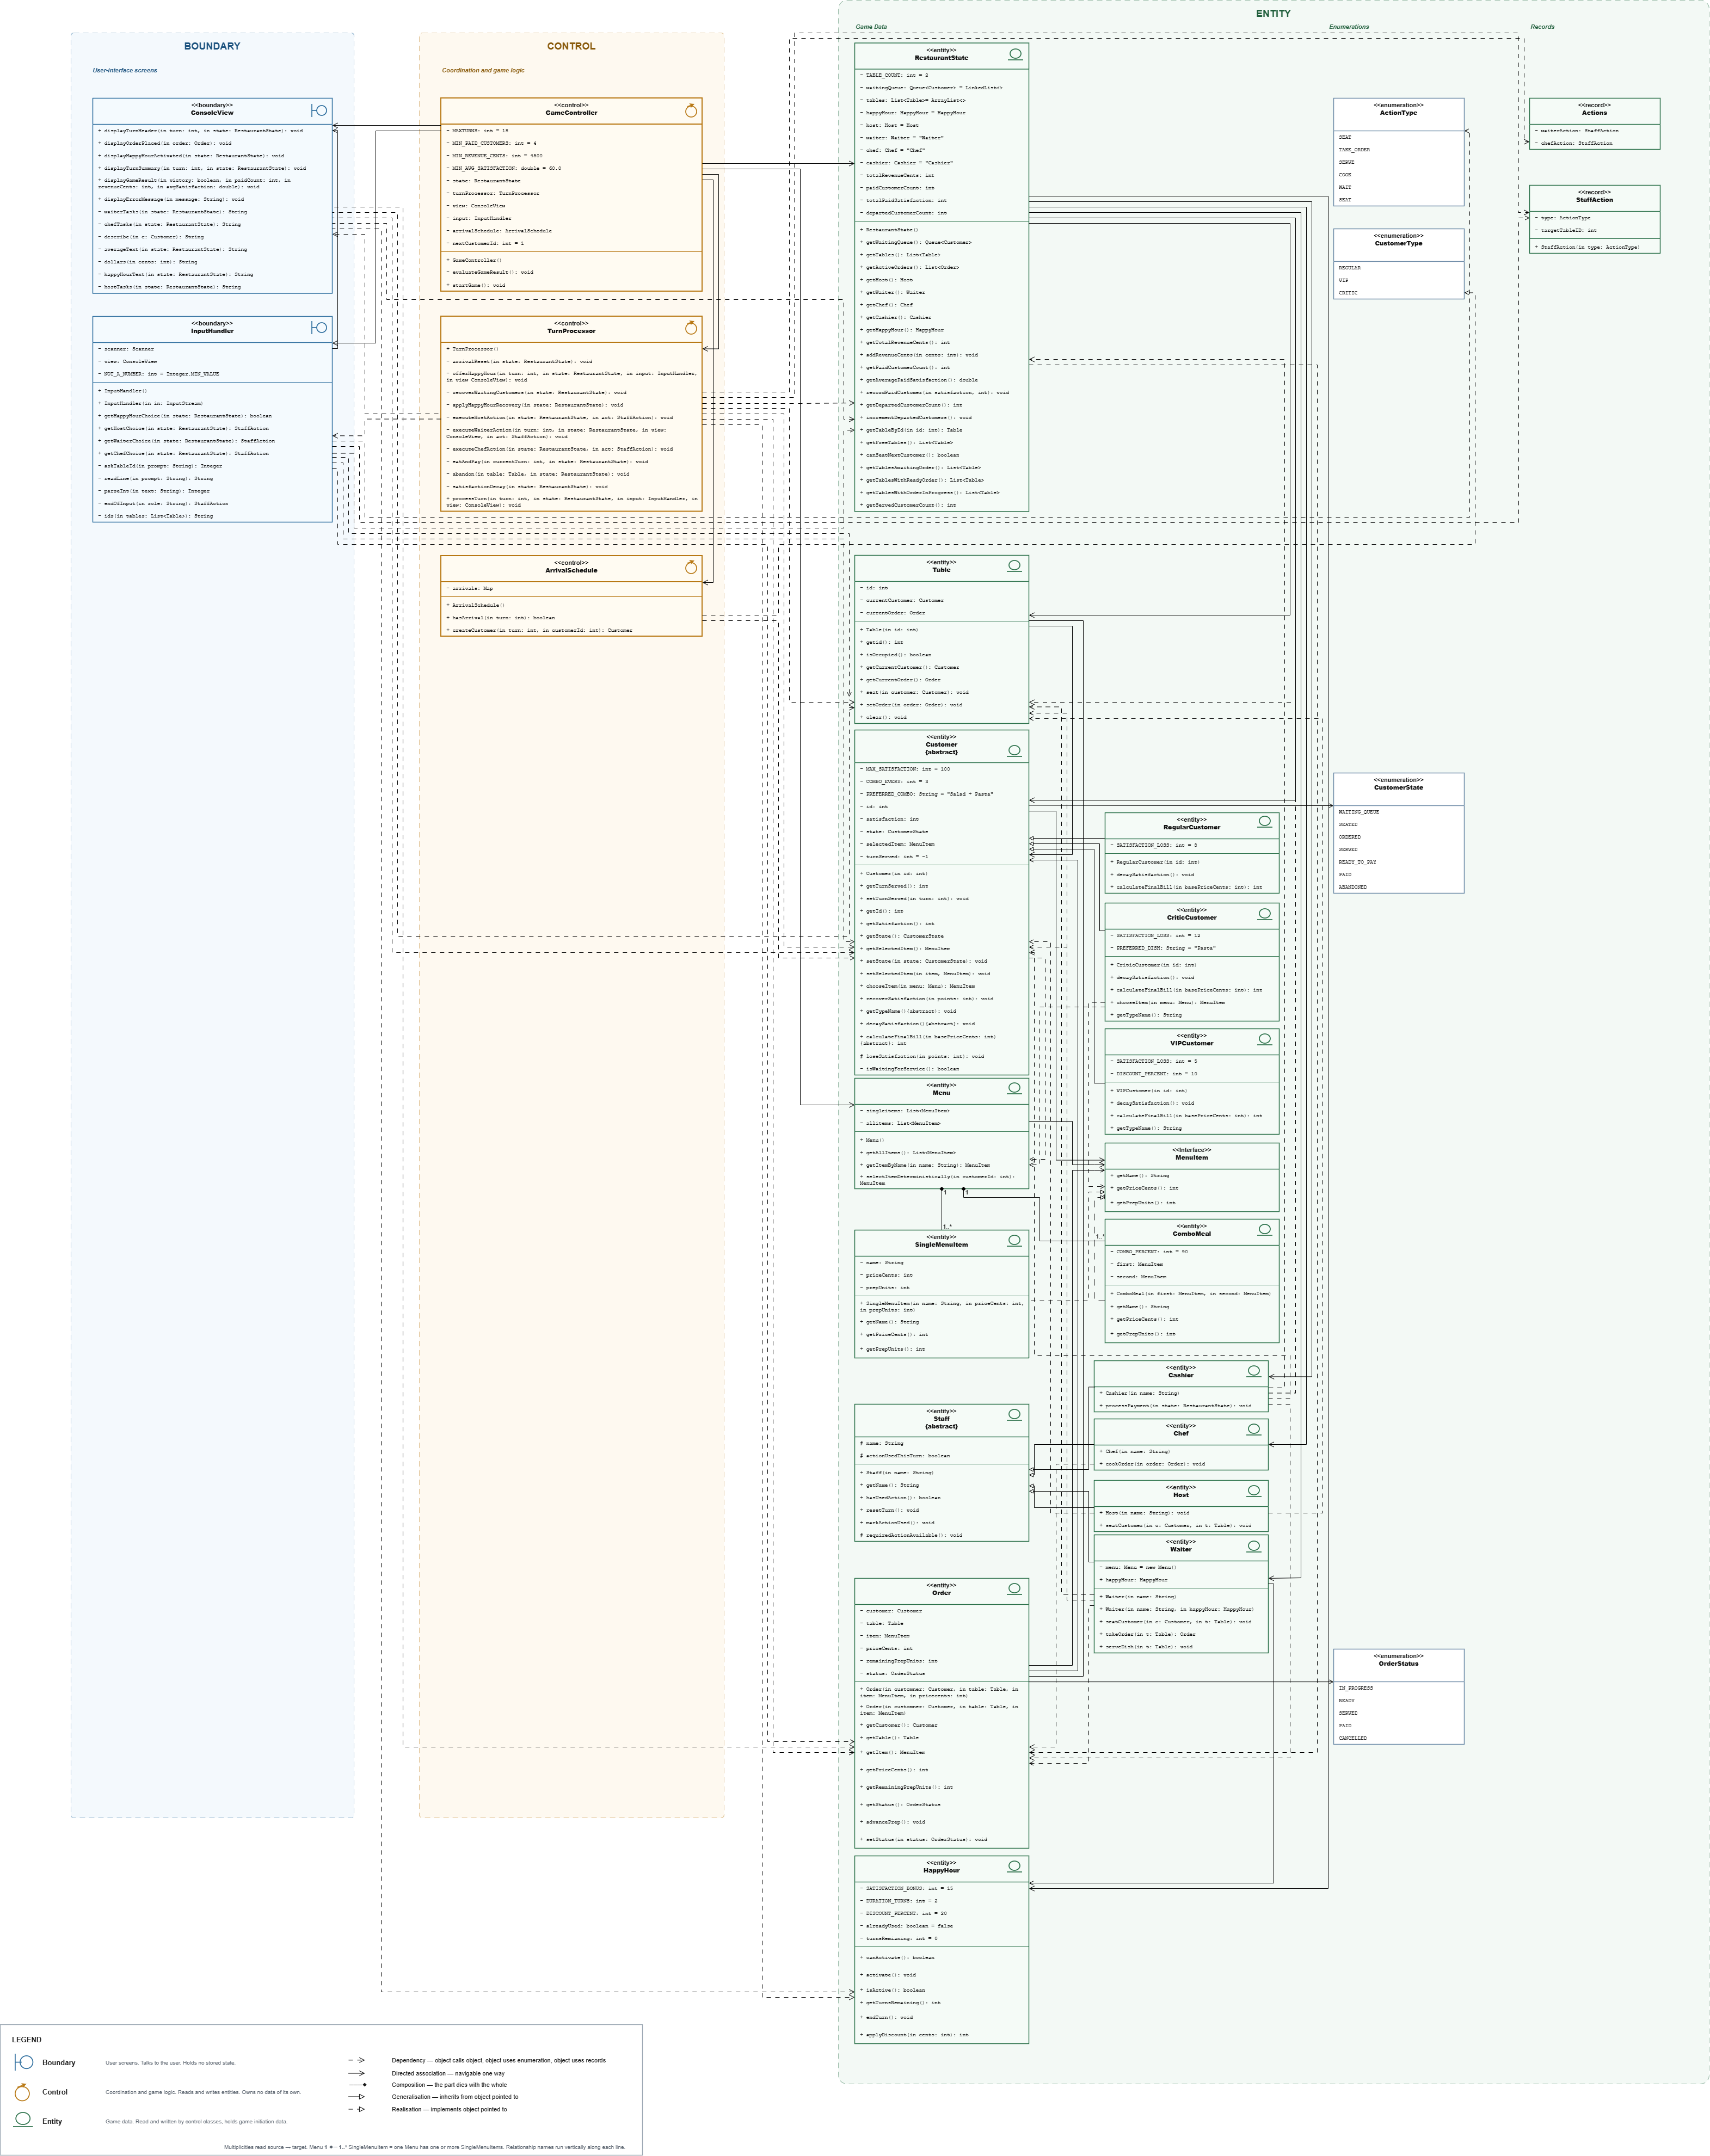 ENTITY
Game Data
Enumerations
Records
BOUNDARY
User-interface screens
CONTROL
Coordination and game logic
<<boundary>>
ConsoleView
+ displayTurnHeader(in turn: int, in state: RestaurantState): void
+ displayOrderPlaced(in order: Order): void
+ displayHappyHourActivated(in state: RestaurantState): void
+ displayTurnSummary(in turn: int, in state: RestaurantState): void
+ displayGameResult(in victory: boolean, in paidCount: int, in
revenueCents: int, in avgSatisfaction: double): void
+ displayErrorMessage(in message: String): void
- waiterTasks(in state: RestaurantState): String
- chefTasks(in state: RestaurantState): String
- describe(in c: Customer): String
- averageText(in state: RestaurantState): String
- dollars(in cents: int): String
- happyHourText(in state: RestaurantState): String
- hostTasks(in state: RestaurantState): String
<<boundary>>
InputHandler
- scanner: Scanner
- view: ConsoleView
- NOT_A_NUMBER: int = Integer.MIN_VALUE
+ InputHandler()
+ InputHandler(in in: InputStream)
+ getHappyHourChoice(in state: RestaurantState): boolean
+ getHostChoice(in state: RestaurantState): StaffAction
+ getWaiterChoice(in state: RestaurantState): StaffAction
+ getChefChoice(in state: RestaurantState): StaffAction
- askTableId(in prompt: String): Integer
- readLine(in prompt: String): String
- parseInt(in text: String): Integer
- endOfInput(in role: String): StaffAction
- ids(in tables: List<Table>): String
<<control>>
GameController
- MAXTURNS: int = 18
- MIN_PAID_CUSTOMERS: int = 4
- MIN_REVENUE_CENTS: int = 4500
- MIN_AVG_SATISFACTION: double = 60.0
- state: RestaurantState
- turnProcessor: TurnProcessor
- view: ConsoleView
- input: InputHandler
- arrivalSchedule: ArrivalSchedule
- nextCustomerId: int = 1
+ GameController()
- evaluateGameResult(): void
+ startGame(): void
<<control>>
TurnProcessor
+ TurnProcessor()
- arrivalReset(in state: RestaurantState): void
- offerHappyHour(in turn: int, in state: RestaurantState, in input: InputHandler,
in view ConsoleView): void
- recoverWaitingCustomers(in state: RestaurantState): void
- applyHappyHourRecovery(in state: RestaurantState): void
- executeHostAction(in state: RestaurantState, in act: StaffAction): void
- executeWaiterAction(in turn: int, in state: RestaurantState, in view:
ConsoleView, in act: StaffAction): void
- executeChefAction(in state: RestaurantState, in act: StaffAction): void
- eatAndPay(in currentTurn: int, in state: RestaurantState): void
- abandon(in table: Table, in state: RestaurantState): void
- satisfactionDecay(in state: RestaurantState): void
+ processTurn(in turn: int, in state: RestaurantState, in input: InputHandler, in
view: ConsoleView): void
<<control>>
ArrivalSchedule
- arrivals: Map
+ ArrivalSchedule()
+ hasArrival(in turn: int): boolean
+ createCustomer(in turn: int, in customerId: int): Customer
<<entity>>
RestaurantState
- TABLE_COUNT: int = 2
- waitingQueue: Queue<Customer> = LinkedList<>
- tables: List<Table>= ArrayList<>
- happyHour: HappyHour = HappyHour
- host: Host = Host
- waiter: Waiter = "Waiter"
- chef: Chef = "Chef"
- cashier: Cashier = "Cashier"
- totalRevenueCents: int
- paidCustomerCount: int
- totalPaidSatisfaction: int
- departedCustomerCount: int
+ RestaurantState()
+ getWaitingQueue(): Queue<Customer>
+ getTables(): List<Table>
+ getActiveOrders(): List<Order>
+ getHost(): Host
+ getWaiter(): Waiter
+ getChef(): Chef
+ getCashier(): Cashier
+ getHappyHour(): HappyHour
+ getTotalRevenueCents(): int
+ addRevenueCents(in cents: int): void
+ getPaidCustomerCount(): int
+ getAveragePaidSatisfaction(): double
+ recordPaidCustomer(in satisfaction, int): void
+ getDepartedCustomerCount(): int
+ incrementDepartedCustomers(): void
+ getTableById(in id: int): Table
+ getFreeTables(): List<Table>
+ canSeatNextCustomer(): boolean
+ getTablesAwaitingOrder(): List<Table>
+ getTablesWithReadyOrder(): List<Table>
+ getTablesWithOrderInProgress(): List<Table>
+ getServedCustomerCount(): int
<<enumeration>>
ActionType
SEAT
TAKE_ORDER
SERVE
COOK
WAIT
SEAT
<<enumeration>>
CustomerType
REGULAR
VIP
CRITIC
<<record>>
Actions
- waiterAction: StaffAction
- chefAction: StaffAction
<<record>>
StaffAction
- type: ActionType
- targetTableID: int
+ StaffAction(in type: ActionType)
<<entity>>
Table
- id: int
- currentCustomer: Customer
- currentOrder: Order
+ Table(in id: int)
+ getid(): int
+ isOccupied(): boolean
+ getCurrentCustomer(): Customer
+ getCurrentOrder(): Order
+ seat(in customer: Customer): void
+ setOrder(in order: Order): void
+ clear(): void
<<entity>>
Customer
{abstract}
- MAX_SATISFACTION: int = 100
- COMBO_EVERY: int = 3
- PREFERRED_COMBO: String = "Salad + Pasta"
- id: int
- satisfaction: int
- state: CustomerState
- selectedItem: MenuItem
- turnServed: int = -1
+ Customer(in id: int)
+ getTurnServed(): int
+ setTurnServed(in turn: int): void
+ getId(): int
+ getSatisfaction(): int
+ getState(): CustomerState
+ getSelectedItem(): MenuItem
+ setState(in state: CustomerState): void
+ setSelectedItem(in item, MenuItem): void
+ chooseItem(in menu: Menu): MenuItem
+ recoverSatisfaction(in points: int): void
+ getTypeName(){abstract}: void
+ decaySatisfaction(){abstract}: void
+ calculateFinalBill(in basePriceCents: int)
{abstract}: int
# loseSatisfaction(in points: int): void
- isWaitingForService(): boolean
<<enumeration>>
CustomerState
WAITING_QUEUE
SEATED
ORDERED
SERVED
READY_TO_PAY
PAID
ABANDONED
<<entity>>
RegularCustomer
- SATISFACTION_LOSS: int = 8
+ RegularCustomer(in id: int)
+ decaySatisfaction(): void
+ calculateFinalBill(in basePriceCents: int): int
<<entity>>
CriticCustomer
- SATISFACTION_LOSS: int = 12
- PREFERRED_DISH: String = "Pasta"
+ CriticCustomer(in id: int)
+ decaySatisfaction(): void
+ calculateFinalBill(in basePriceCents: int): int
+ chooseItem(in menu: Menu): MenuItem
+ getTypeName(): String
<<entity>>
VIPCustomer
- SATISFACTION_LOSS: int = 5
- DISCOUNT_PERCENT: int = 10
+ VIPCustomer(in id: int)
+ decaySatisfaction(): void
+ calculateFinalBill(in basePriceCents: int): int
+ getTypeName(): String
<<entity>>
Menu
- singleitems: List<MenuItem>
- allitems: List<MenuItem>
+ Menu()
+ getAllItems(): List<MenuItem>
+ getItemByName(in name: String): MenuItem
+ selectItemDeterministically(in customerId: int):
MenuItem
1
1
1..*
<<Interface>>
MenuItem
+ getName(): String
+ getPriceCents(): int
+ getPrepUnits(): int
<<entity>>
SingleMenuItem
- name: String
- priceCents: int
- prepUnits: int
+ SingleMenuItem(in name: String, in priceCents: int,
in prepUnits: int)
+ getName(): String
+ getPriceCents(): int
+ getPrepUnits(): int
<<entity>>
ComboMeal
- COMBO_PERCENT: int = 90
- first: MenuItem
- second: MenuItem
+ ComboMeal(in first: MenuItem, in second: MenuItem)
+ getName(): String
+ getPriceCents(): int
+ getPrepUnits(): int
<<entity>>
Cashier
+ Cashier(in name: String)
+ processPayment(in state: RestaurantState): void
<<entity>>
Staff
{abstract}
# name: String
# actionUsedThisTurn: boolean
+ Staff(in name: String)
+ getName(): String
+ hasUsedAction(): boolean
+ resetTurn(): void
+ markActionUsed(): void
# requiredActionAvailable(): void
<<entity>>
Chef
+ Chef(in name: String)
+ cookOrder(in order: Order): void
<<entity>>
Host
+ Host(in name: String): void
+ seatCustomer(in c: Customer, in t: Table): void
<<entity>>
Waiter
- menu: Menu = new Menu()
+ happyHour: HappyHour
+ Waiter(in name: String)
+ Waiter(in name: String, in happyHour: HappyHour)
+ seatCustomer(in c: Customer, in t: Table): void
+ takeOrder(in t: Table): Order
+ serveDish(in t: Table): void
<<entity>>
Order
- customer: Customer
- table: Table
- item: MenuItem
- priceCents: int
- remainingPrepUnits: int
- status: OrderStatus
+ Order(in customer: Customer, in table: Table, in
item: MenuItem, in pricecents: int)
+ Order(in customer: Customer, in table: Table, in
item: MenuItem)
+ getCustomer(): Customer
+ getTable(): Table
+ getItem(): MenuItem
+ getPriceCents(): int
+ getRemainingPrepUnits(): int
+ getStatus(): OrderStatus
+ advancePrep(): void
+ setStatus(in status: OrderStatus): void
<<enumeration>>
OrderStatus
IN_PROGRESS
READY
SERVED
PAID
CANCELLED
<<entity>>
HappyHour
- SATISFACTION_BONUS: int = 15
- DURATION_TURNS: int = 2
- DISCOUNT_PERCENT: int = 20
- alreadyUsed: boolean = false
- turnsRemianing: int = 0
+ canActivate(): boolean
+ activate(): void
+ isActive(): boolean
+ getTurnsRemaining(): int
+ endTurn(): void
+ applyDiscount(in cents: int): int
LEGEND
Boundary
User screens. Talks to the user. Holds no stored state.
Control
Coordination and game logic. Reads and writes entities. Owns no data of its own.
Entity
Game data. Read and written by control classes, holds game initiation data.
Dependency — object calls object, object uses enumeration, object uses records
Directed association — navigable one way
Composition — the part dies with the whole
Generalisation — inherits from object pointed to
Realisation — implements object pointed to
Multiplicities read source → target. Menu 1 ◆— 1..* SingleMenuItem = one Menu has one or more SingleMenuItems. Relationship names run vertically along each line.